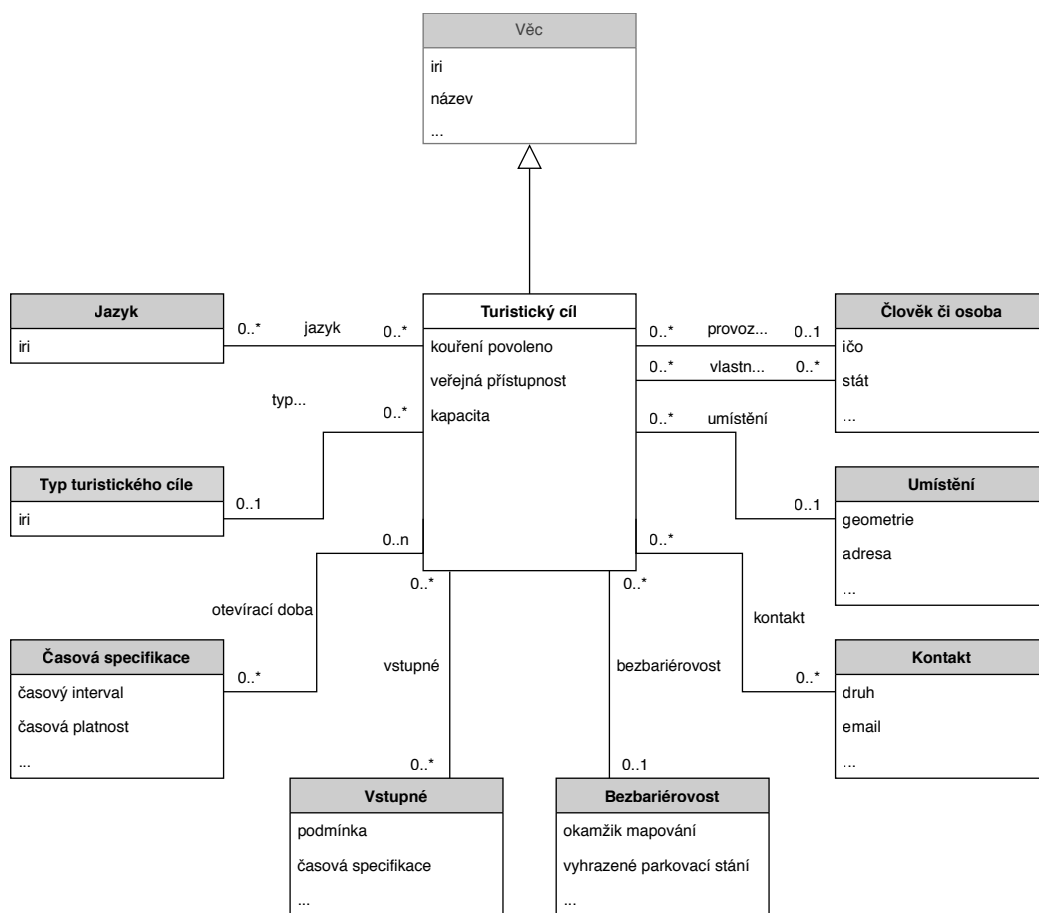 Věc
iri
název
...
Jazyk
iri
0..*
jazyk
0..*
Turistický cíl
kouření povoleno
veřejná přístupnost
kapacita
0..*
provoz...
0..1
0..*
vlastn...
0..*
Člověk či osoba
ičo
stát
...
typ...
0..*
0..*
umístění
Typ turistického cíle
iri
0..1
0..1
Umístění
geometrie
adresa
...
0..n
0..*
0..*
0..*
otevírací doba
kontakt
Časová specifikace
časový interval
časová platnost
...
0..*
vstupné
bezbariérovost
0..*
Kontakt
druh
email
...
0..*
0..1
Vstupné
podmínka
časová specifikace
...
Bezbariérovost
okamžik mapování
vyhrazené parkovací stání
...